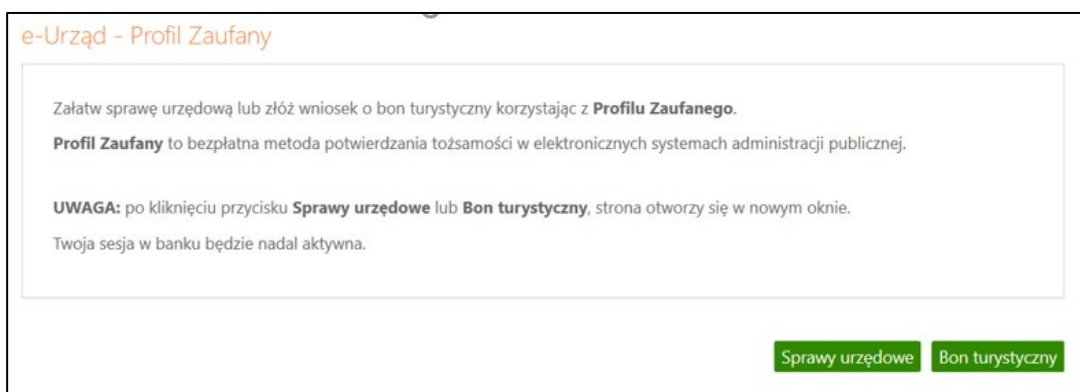 e-Urząd - Profil Zaufany
Załatw sprawę urzędową lub złóż wniosek o bon turystyczny korzystając z Profilu Zaufanego.
Profil Zaufany to bezpłatna metoda potwierdzania tożsamości w elektronicznych systemach administracji publicznej.
UWAGA: po kliknięciu przycisku Sprawy urzędowe lub Bon turystyczny, strona otworzy się w nowym oknie.
Twoja sesja w banku będzie nadal aktywna.
Sprawy urzędowe Bon turystyczny